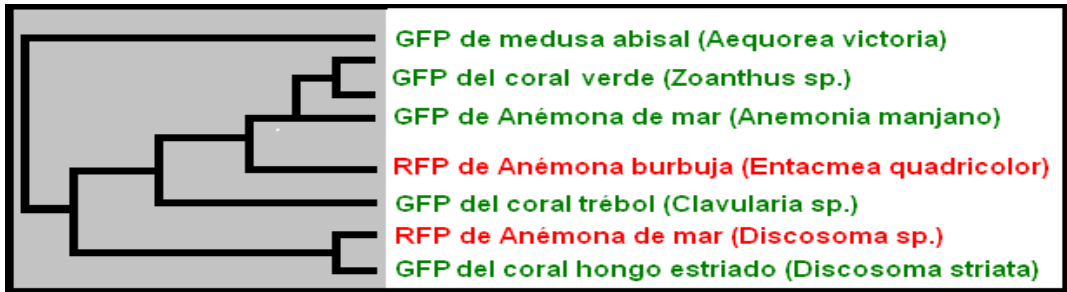 GFP de medusa abisal (Aequorea victoria)
GFP del coral verde (Zoanthus sp.)
GFP de Anémona de mar (Anemonia manjano)
RFP de Anémona burbuja (Entacmea quadricolor)
GFP del coral trébol (Clavularia sp.)
RFP de Anémona de mar (Discosoma sp.)
GFP del coral hongo estriado (Discosoma striata)